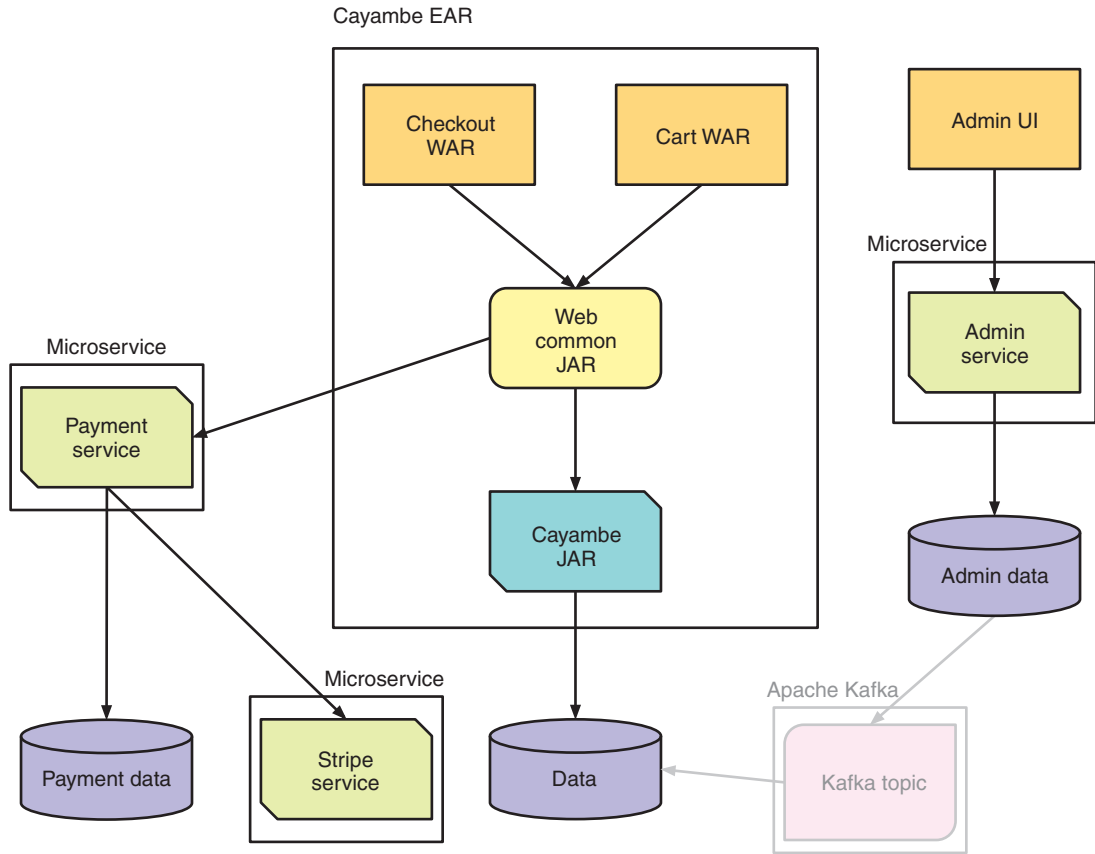 Cayambe EAR
Checkout
WAR
Cart WAR
Admin UI
Microservice
Web
common
JAR
Admin
service
Microservice
Payment
service
Cayambe
JAR
Admin data
Microservice
Apache Kafka
Payment data
Stripe
service
Data
Kafka topic